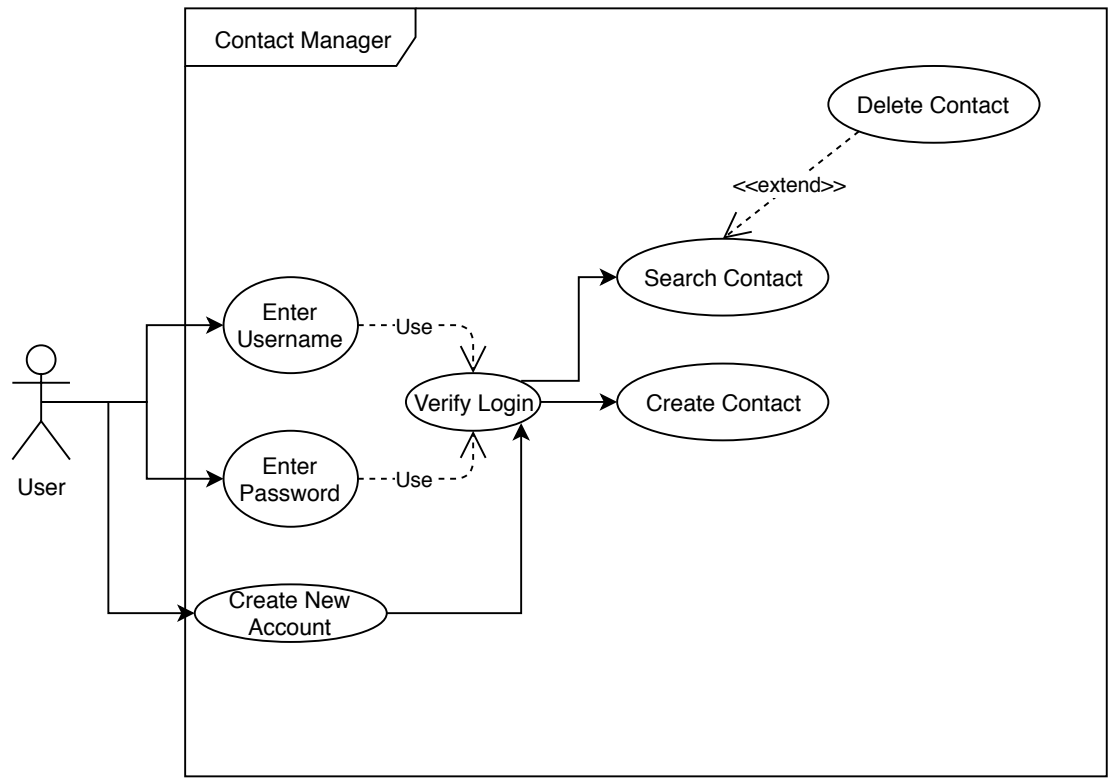 Contact Manager
Delete Contact
<<extend>>
Search Contact
Enter
Username
Use
Verify Login
Create Contact
Enter
Password
Use
User
Create New
Account